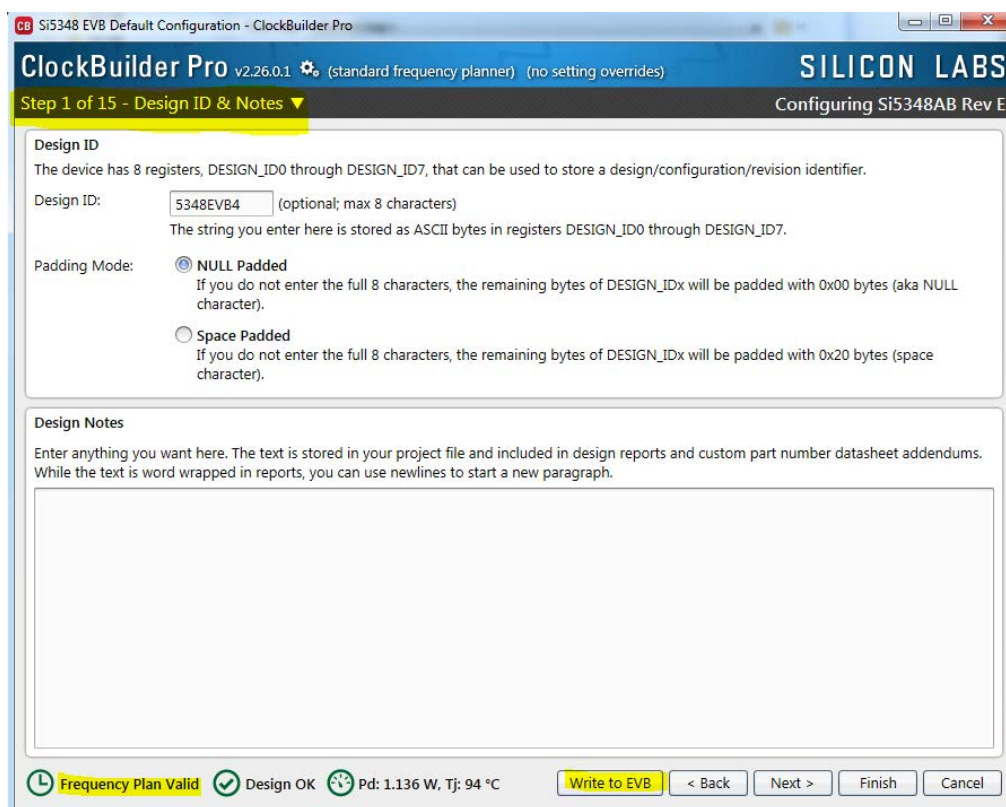 CB Si5348 EVB Default Configuration - ClockBuilder Pro
ClockBuilder Pro v2.26.0.1 (standard frequency planner) (no setting overrides) SILICON LABS
Step 1 of 15 - Design ID & Notes ▼ Configuring Si5348AB Rev E
Design ID
The device has 8 registers, DESIGN_ID0 through DESIGN_ID7, that can be used to store a design/configuration/revision identifier.
Design ID: 5348EVB4 (optional; max 8 characters)
The string you enter here is stored as ASCII bytes in registers DESIGN_ID0 through DESIGN_ID7.
Padding Mode: NULL Padded
If you do not enter the full 8 characters, the remaining bytes of DESIGN_IDx will be padded with 0x00 bytes (aka NULL
character).
Space Padded
If you do not enter the full 8 characters, the remaining bytes of DESIGN_IDx will be padded with 0x20 bytes (space
character).
Design Notes
Enter anything you want here. The text is stored in your project file and included in design reports and custom part number datasheet addendums.
While the text is word wrapped in reports, you can use newlines to start a new paragraph.
Frequency Plan Valid Design OK Pd: 1.136 W, Tj: 94 °C Write to EVB < Back Next > Finish Cancel